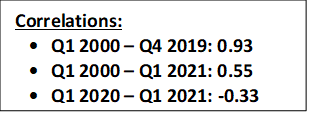 Correlations:
• Q1 2000 – Q4 2019: 0.93
• Q1 2000 – Q1 2021: 0.55
• Q1 2020 – Q1 2021: -0.33